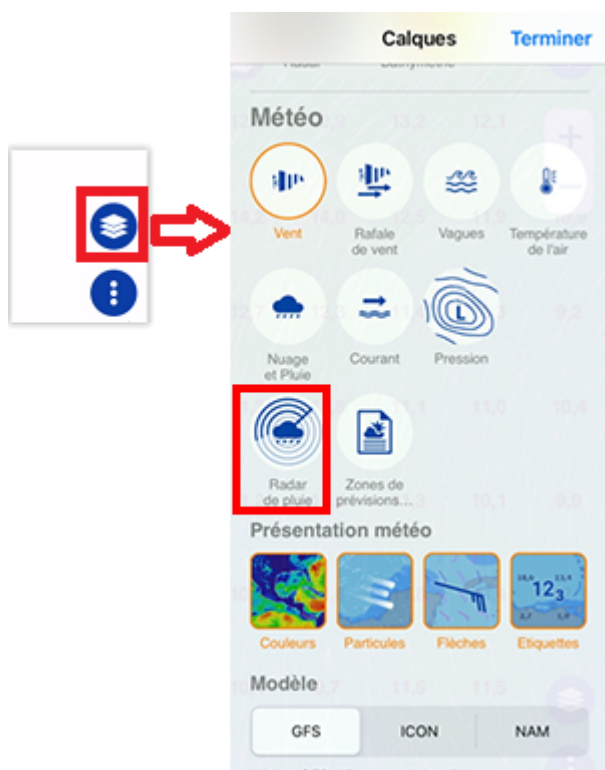 Calques Terminer
Météo
Vent Rafale de vent Vagues Température de l'air
Nuage et Pluie Courant Pression
L
Radar de pluie Zones de prévisions...
Présentation météo
123
Couleurs Particules Flèches Etiquettes
Modèle
GFS ICON NAM